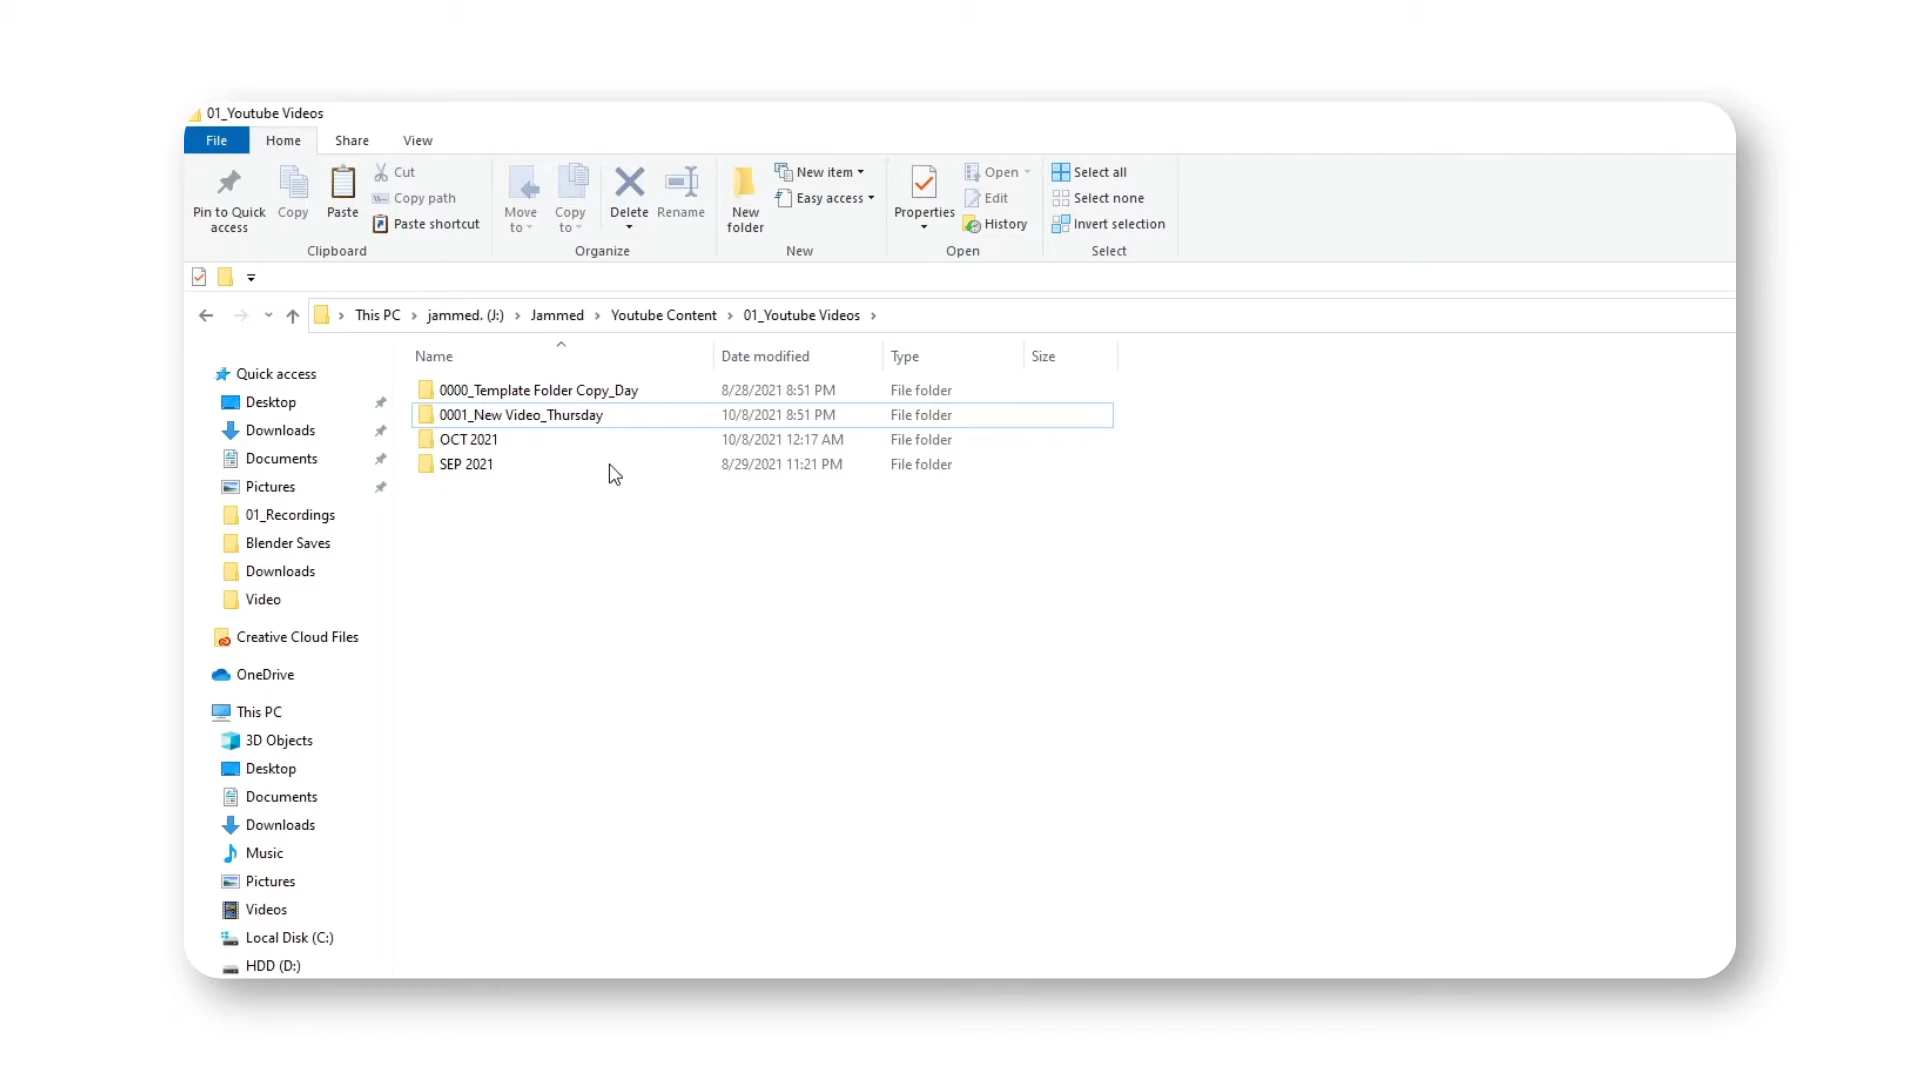 01_Youtube Videos
File Home Share View
Pin to Quick access
Copy
Paste
Cut
Copy path
Paste shortcut
Clipboard
Move to
Copy to
Delete
Rename
Organize
New folder
New item
Easy access
New
Properties
Open
Edit
History
Open
Select all
Select none
Invert selection
Select
This PC › jammed. (J:) › Jammed › Youtube Content › 01_Youtube Videos ›
Name Date modified Type Size
0000_Template Folder Copy_Day 8/28/2021 8:51 PM File folder
0001_New Video_Thursday 10/8/2021 8:51 PM File folder
OCT 2021 10/8/2021 12:17 AM File folder
SEP 2021 8/29/2021 11:21 PM File folder
Quick access
Desktop
Downloads
Documents
Pictures
01_Recordings
Blender Saves
Downloads
Video
Creative Cloud Files
OneDrive
This PC
3D Objects
Desktop
Documents
Downloads
Music
Pictures
Videos
Local Disk (C:)
HDD (D:)